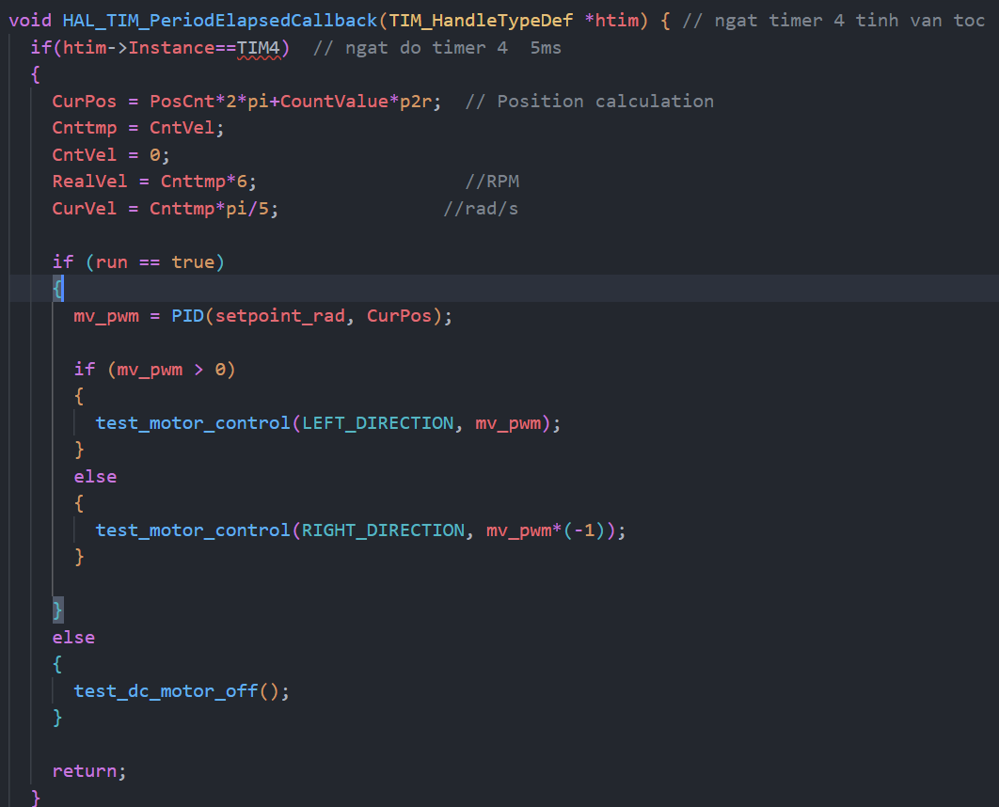 void HAL_TIM_PeriodElapsedCallback(TIM_HandleTypeDef *htim) { // ngat timer 4 tinh van toc
if(htim->Instance==TIM4)  // ngat do timer 4  5ms
{
CurPos = PosCnt*2*pi+CountValue*p2r;  // Position calculation
Cnttmp = CntVel;
CntVel = 0;
RealVel = Cnttmp*6;                   //RPM
CurVel = Cnttmp*pi/5;               //rad/s
if (run == true)
{
mv_pwm = PID(setpoint_rad, CurPos);
if (mv_pwm > 0)
{
test_motor_control(LEFT_DIRECTION, mv_pwm);
}
else
{
test_motor_control(RIGHT_DIRECTION, mv_pwm*(-1));
}
}
else
{
test_dc_motor_off();
}
return;
}